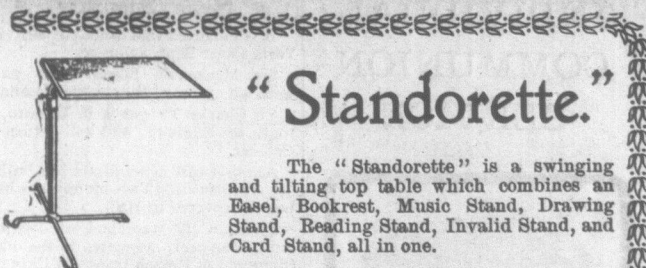 "Standorette."
The "Standorette" is a swinging
and tilting top table which combines an
Easel, Bookrest, Music Stand, Drawing
Stand, Reading Stand, Invalid Stand, and
Card Stand, all in one.